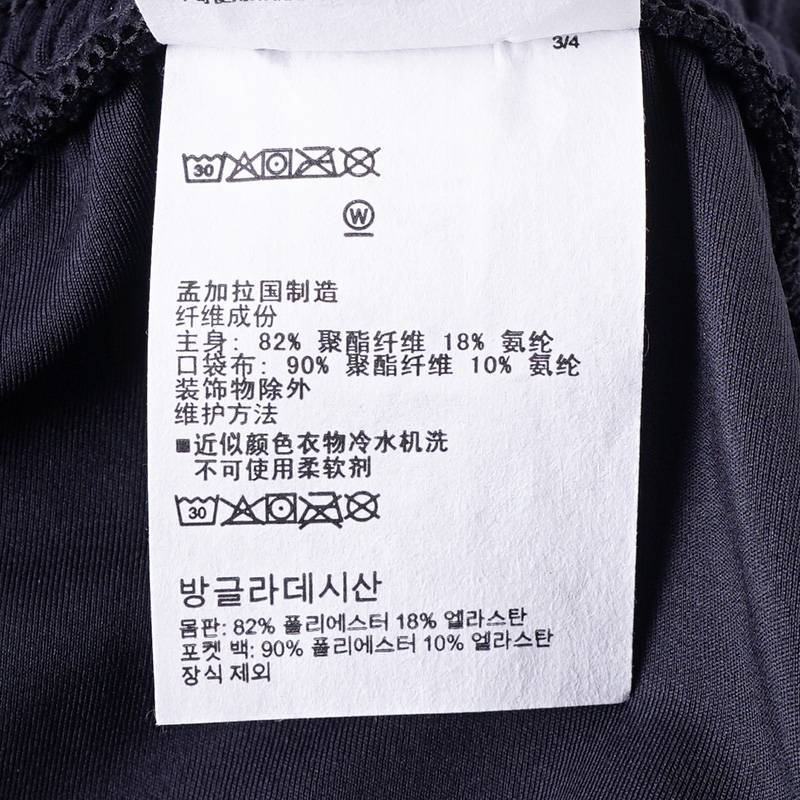 3/4
30
W
孟加拉国制造
纤维成份
主身: 82% 聚酯纤维 18% 氨纶
口袋布: 90% 聚酯纤维 10% 氨纶
装饰物除外
维护方法
■近似颜色衣物冷水机洗
不可使用柔软剂
30
방글라데시산
몸판: 82% 폴리에스터 18% 엘라스탄
포켓 백: 90% 폴리에스터 10% 엘라스탄
장식 제외